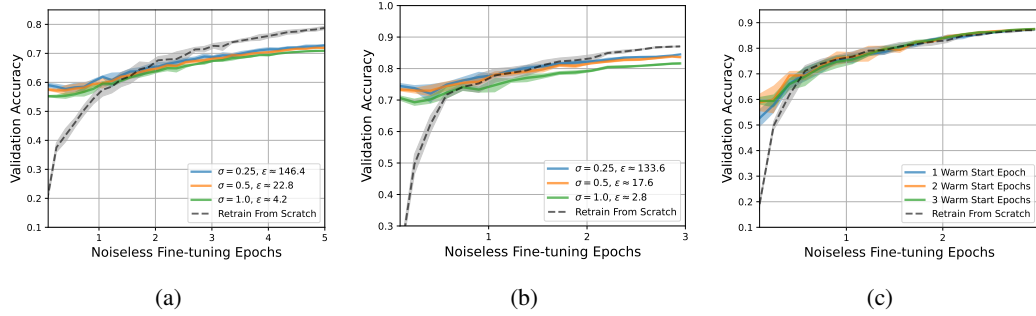 Validation Accuracy
0.8
0.7
0.6
0.5
0.4
0.3
0.2
0.1
1
2
3
4
5
Noiseless Fine-tuning Epochs
σ = 0.25, ε ≈ 146.4
σ = 0.5, ε ≈ 22.8
σ = 1.0, ε ≈ 4.2
Retrain From Scratch
(a)
Validation Accuracy
1.0
0.9
0.8
0.7
0.6
0.5
0.4
0.3
1
2
3
Noiseless Fine-tuning Epochs
σ = 0.25, ε ≈ 133.6
σ = 0.5, ε ≈ 17.6
σ = 1.0, ε ≈ 2.8
Retrain From Scratch
(b)
Validation Accuracy
0.9
0.8
0.7
0.6
0.5
0.4
0.3
0.2
0.1
1
2
Noiseless Fine-tuning Epochs
1 Warm Start Epoch
2 Warm Start Epochs
3 Warm Start Epochs
Retrain From Scratch
(c)